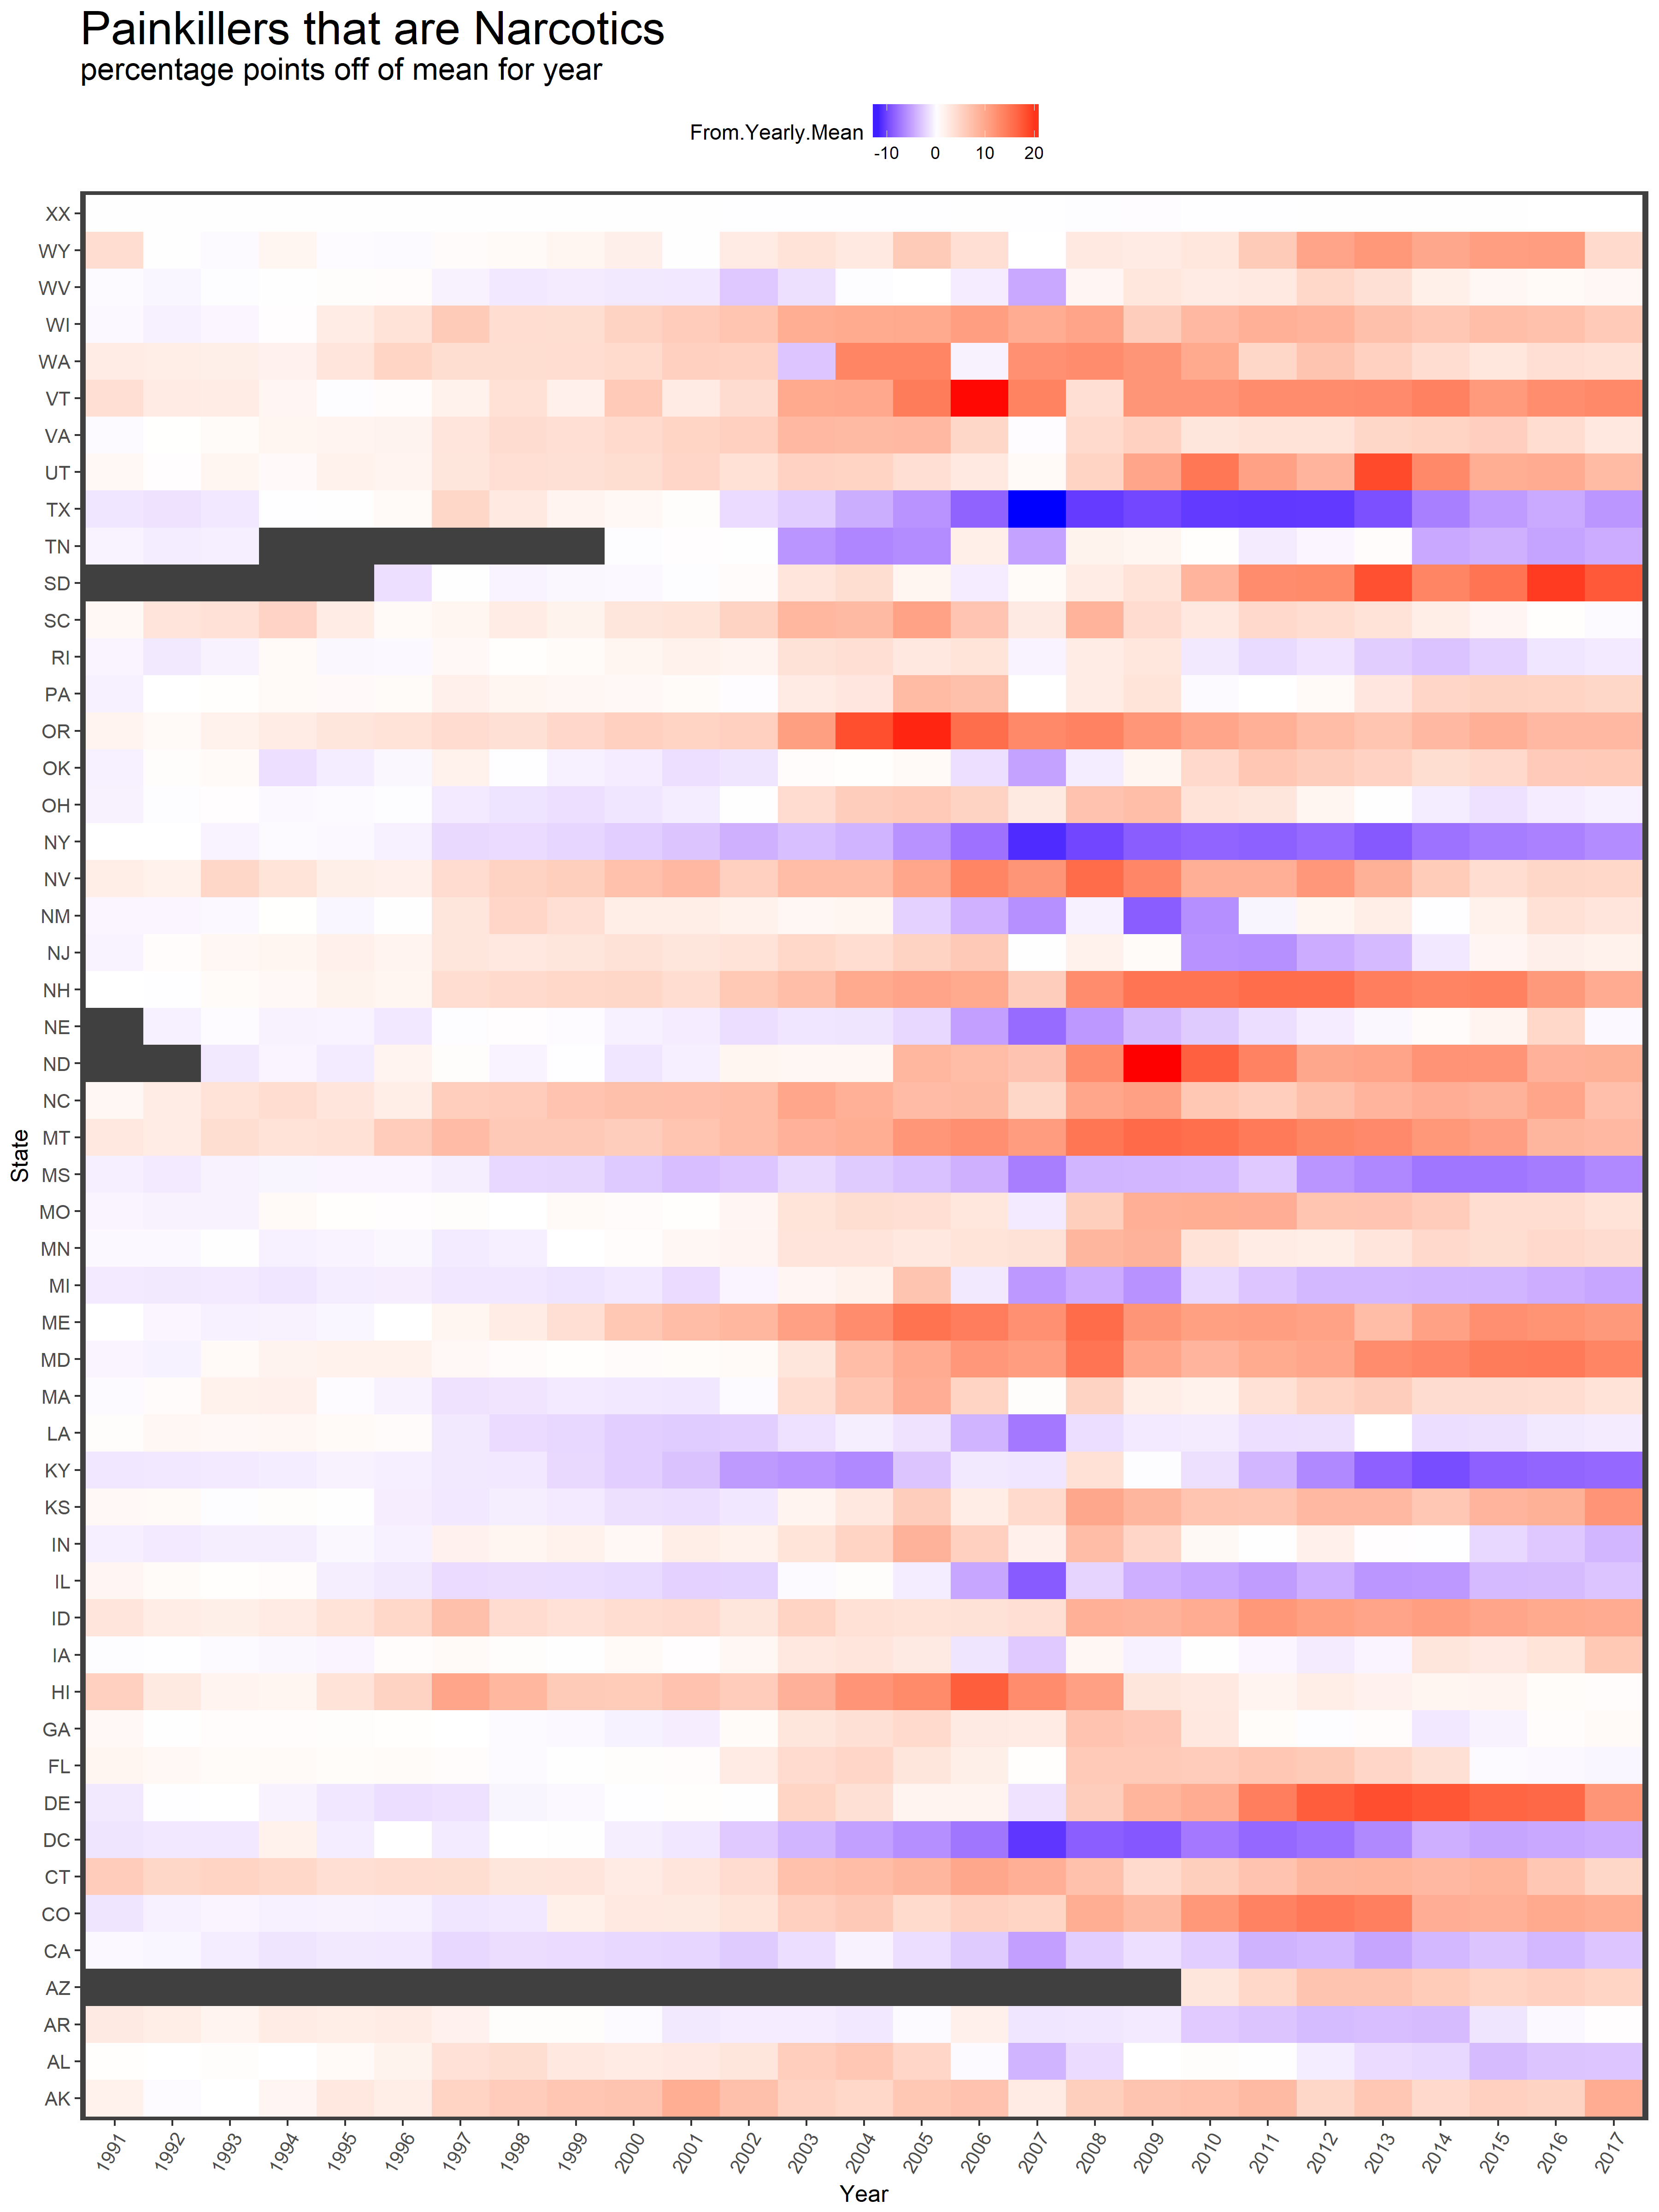 Painkillers that are Narcotics
percentage points off of mean for year
From.Yearly.Mean
-10 0 10 20
XX
WY
WV
WI
WA
VT
VA
UT
TX
TN
SD
SC
RI
PA
OR
OK
OH
NY
NV
NM
NJ
NH
NE
ND
NC
MT
MS
MO
MN
MI
ME
MD
MA
LA
KY
KS
IN
IL
ID
IA
HI
GA
FL
DE
DC
CT
CO
CA
AZ
AR
AL
AK
State
1991 1992 1993 1994 1995 1996 1997 1998 1999 2000 2001 2002 2003 2004 2005 2006 2007 2008 2009 2010 2011 2012 2013 2014 2015 2016 2017
Year